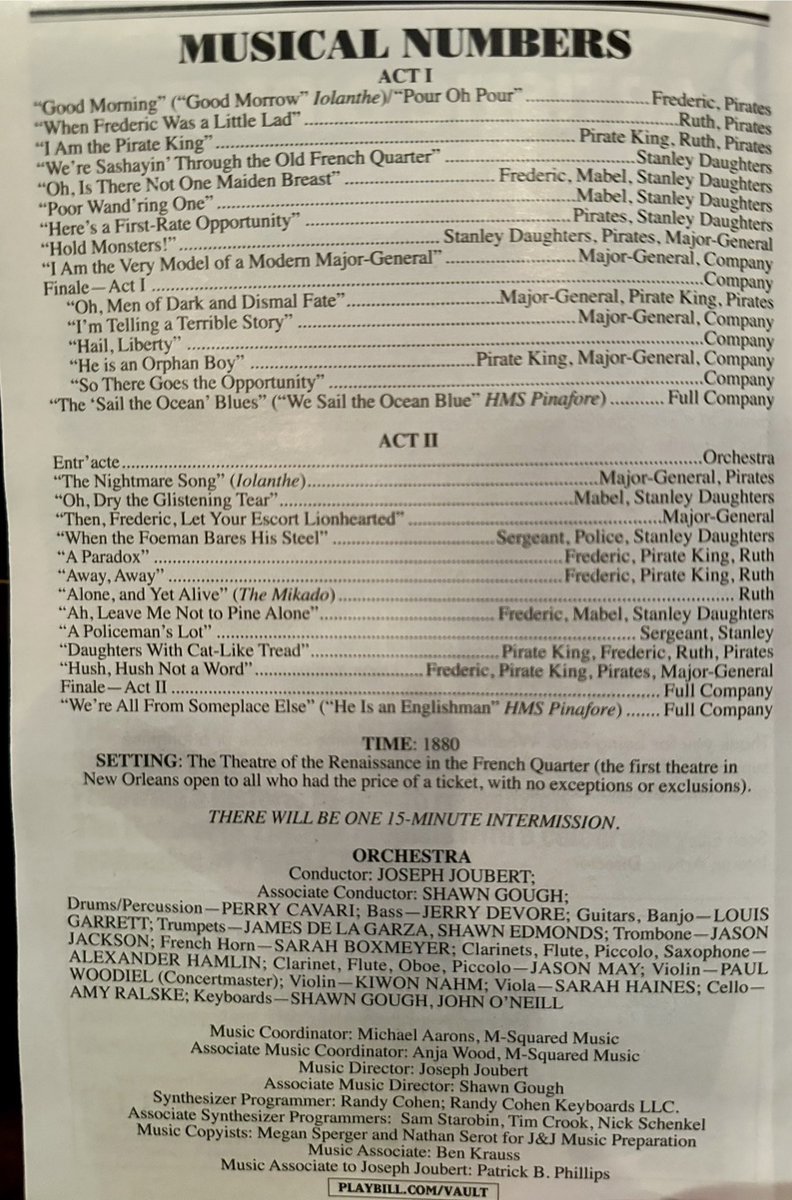 MUSICAL NUMBERS
ACT I
“Good Morning” (“Good Morrow” Iolanthe)/“Pour Oh Pour” ........................... Frederic, Pirates
“When Frederic Was a Little Lad” ........................... Ruth, Pirates
“I Am the Pirate King” ........................... Pirate King, Ruth, Pirates
“We’re Sashayin’ Through the Old French Quarter” ........................... Stanley Daughters
“Oh, Is There Not One Maiden Breast” ........................... Frederic, Mabel, Stanley Daughters
“Poor Wand’ring One” ........................... Mabel, Stanley Daughters
“Here’s a First-Rate Opportunity” ........................... Pirates, Stanley Daughters
“Hold Monsters!” ........................... Stanley Daughters, Pirates, Major-General
“I Am the Very Model of a Modern Major-General” ........................... Major-General, Company
Finale—Act I ........................... Company
“Oh, Men of Dark and Dismal Fate” ........................... Major-General, Pirate King, Pirates
“I’m Telling a Terrible Story” ........................... Major-General, Company
“Hail, Liberty” ........................... Company
“He is an Orphan Boy” ........................... Pirate King, Major-General, Company
“So There Goes the Opportunity” ........................... Company
“The ‘Sail the Ocean’ Blues” (“We Sail the Ocean Blue” HMS Pinafore) .......... Full Company
ACT II
Entr’acte ........................... Orchestra
“The Nightmare Song” (Iolanthe) ........................... Major-General, Pirates
“Oh, Dry the Glistening Tear” ........................... Mabel, Stanley Daughters
“Then, Frederic, Let Your Escort Lionhearted” ........................... Major-General
“When the Foeman Bares His Steel” ........................... Sergeant, Police, Stanley Daughters
“A Paradox” ........................... Frederic, Pirate King, Ruth
“Away, Away” ........................... Frederic, Pirate King, Ruth
“Alone, and Yet Alive” (The Mikado) ........................... Ruth
“Ah, Leave Me Not to Pine Alone” ........................... Frederic, Mabel, Stanley Daughters
“A Policeman’s Lot” ........................... Sergeant, Stanley
“Daughters With Cat-Like Tread” ........................... Pirate King, Frederic, Ruth, Pirates
“Hush, Hush Not a Word” ........................... Frederic, Pirate King, Pirates, Major-General
Finale—Act II ........................... Full Company
“We’re All From Someplace Else” (“He Is an Englishman” HMS Pinafore) ....... Full Company
TIME: 1880
SETTING: The Theatre of the Renaissance in the French Quarter (the first theatre in
New Orleans open to all who had the price of a ticket, with no exceptions or exclusions).
THERE WILL BE ONE 15-MINUTE INTERMISSION.
ORCHESTRA
Conductor: JOSEPH JOUBERT;
Associate Conductor: SHAWN GOUGH;
Drums/Percussion—PERRY CAVARI; Bass—JERRY DEVORE; Guitars, Banjo—LOUIS
GARRETT; Trumpets—JAMES DE LA GARZA, SHAWN EDMONDS; Trombone—JASON
JACKSON; French Horn—SARAH BOXMEYER; Clarinets, Flute, Piccolo, Saxophone—
ALEXANDER HAMLIN; Clarinet, Flute, Oboe, Piccolo—JASON MAY; Violin—PAUL
WOODIEL (Concertmaster); Violin—KIWON NAHM; Viola—SARAH HAINES; Cello—
AMY RALSKE; Keyboards—SHAWN GOUGH, JOHN O’NEILL
Music Coordinator: Michael Aarons, M-Squared Music
Associate Music Coordinator: Anja Wood, M-Squared Music
Music Director: Joseph Joubert
Associate Music Director: Shawn Gough
Synthesizer Programmer: Randy Cohen; Randy Cohen Keyboards LLC.
Associate Synthesizer Programmers: Sam Starobin, Tim Crook, Nick Schenkel
Music Copyists: Megan Sperger and Nathan Serot for J&J Music Preparation
Music Associate: Ben Krauss
Music Associate to Joseph Joubert: Patrick B. Phillips
PLAYBILL.COM/VAULT